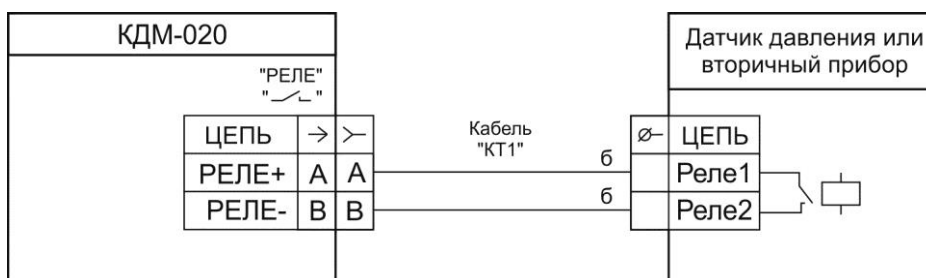 КДМ-020
Датчик давления или
вторичный прибор
"РЕЛЕ"
ЦЕПЬ
Кабель
"КТ1"
ЦЕПЬ
РЕЛЕ+ A A
б
Реле1
РЕЛЕ- B B
б
Реле2